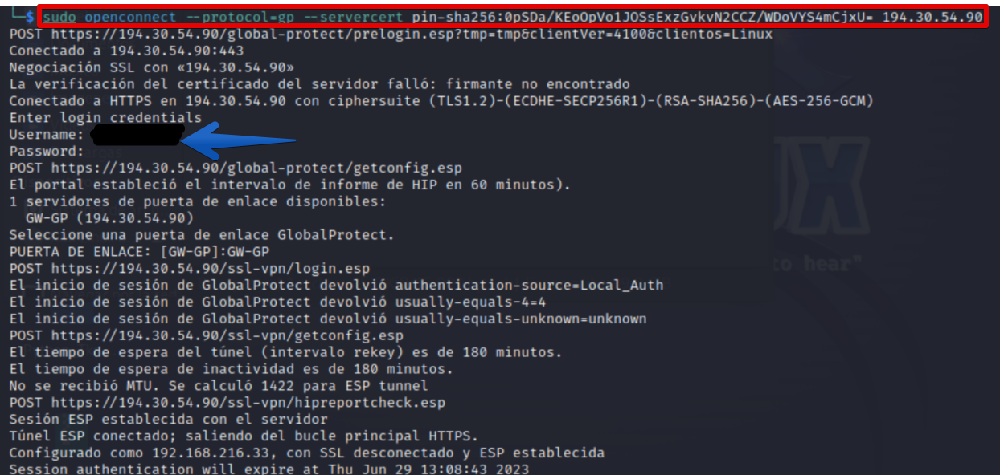 └─$ sudo openconnect --protocol=gp --servercert pin-sha256:0pSDa/KEoOpVo1JOSsExzGvkvN2CCZ/WDoVYS4mCjxU= 194.30.54.90
POST https://194.30.54.90/global-protect/prelogin.esp?tmp=tmp&clientVer=4100&clientos=Linux
Conectado a 194.30.54.90:443
Negociación SSL con «194.30.54.90»
La verificación del certificado del servidor falló: firmante no encontrado
Conectado a HTTPS en 194.30.54.90 con ciphersuite (TLS1.2)-(ECDHE-SECP256R1)-(RSA-SHA256)-(AES-256-GCM)
Enter login credentials
Username:
Password:
POST https://194.30.54.90/global-protect/getconfig.esp
El portal estableció el intervalo de informe de HIP en 60 minutos).
1 servidores de puerta de enlace disponibles:
GW-GP (194.30.54.90)
Seleccione una puerta de enlace GlobalProtect.
PUERTA DE ENLACE: [GW-GP]:GW-GP
POST https://194.30.54.90/ssl-vpn/login.esp
to hear"
El inicio de sesión de GlobalProtect devolvió authentication-source=Local_Auth
El inicio de sesión de GlobalProtect devolvió usually-equals-4=4
El inicio de sesión de GlobalProtect devolvió usually-equals-unknown=unknown
POST https://194.30.54.90/ssl-vpn/getconfig.esp
El tiempo de espera del túnel (intervalo rekey) es de 180 minutos.
El tiempo de espera de inactividad es de 180 minutos.
No se recibió MTU. Se calculó 1422 para ESP tunnel
POST https://194.30.54.90/ssl-vpn/hipreportcheck.esp
Sesión ESP establecida con el servidor
Túnel ESP conectado; saliendo del bucle principal HTTPS.
Configurado como 192.168.216.33, con SSL desconectado y ESP establecida
Session authentication will expire at Thu Jun 29 13:08:43 2023